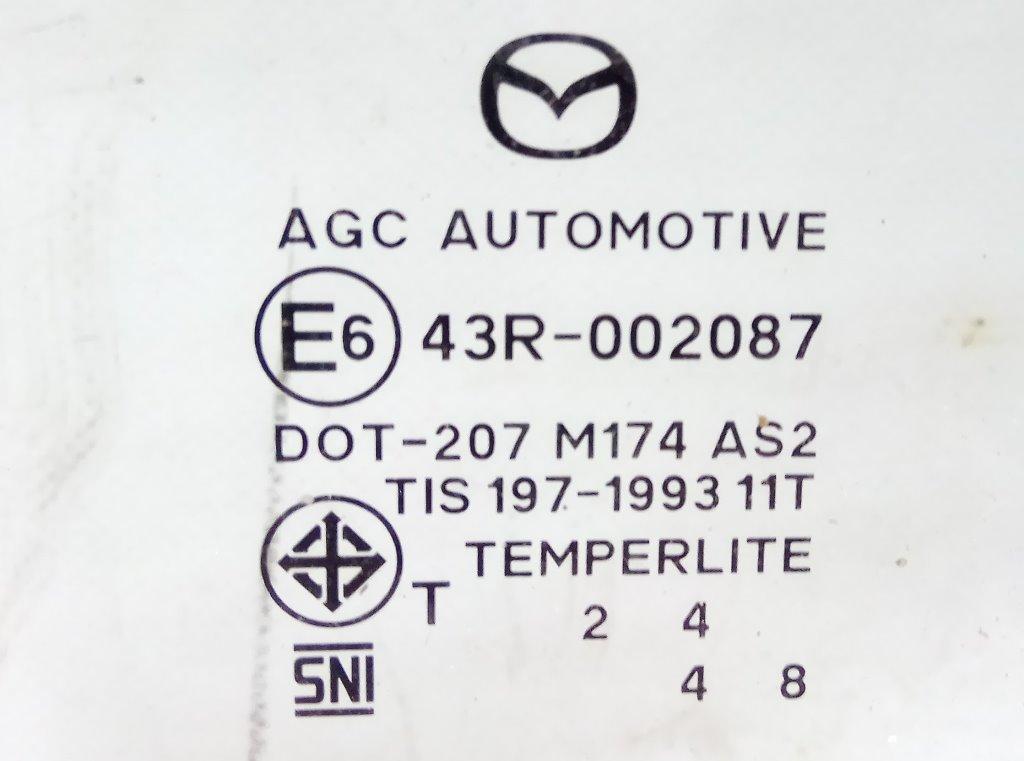 AGC AUTOMOTIVE
E6 43R-002087
DOT-207 M174 AS2
TIS 197-1993 11T
TEMPERLITE
T 2 4
SNI 4 8